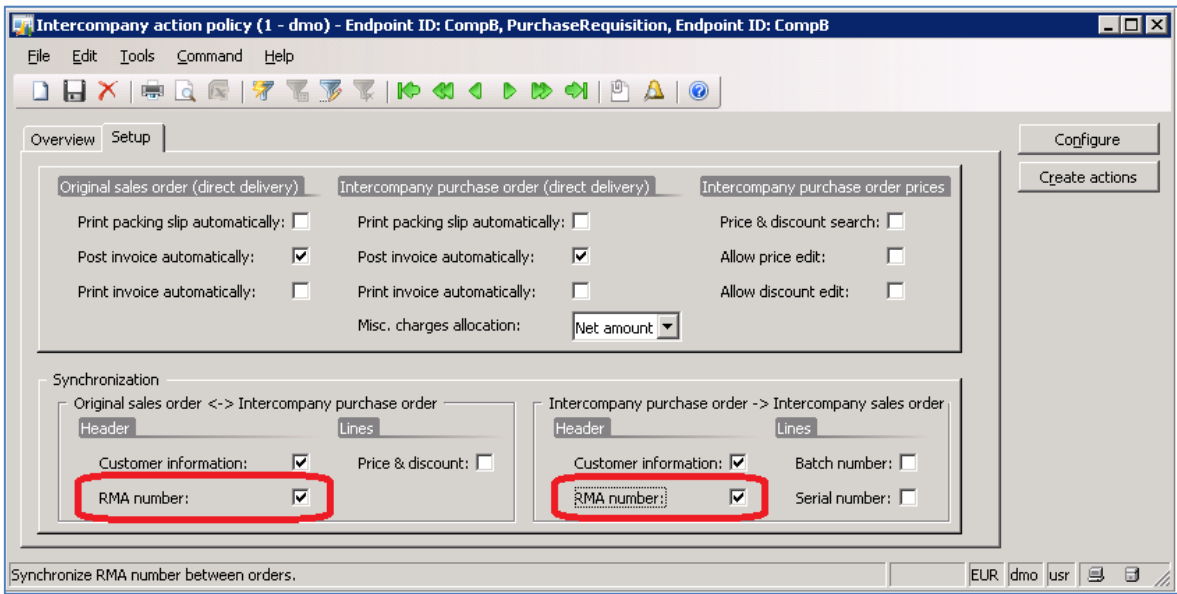 Intercompany action policy (1 - dmo) - Endpoint ID: CompB, PurchaseRequisition, Endpoint ID: CompB
File Edit Tools Command Help
Overview Setup
Configure
Create actions
Original sales order (direct delivery) Intercompany purchase order (direct delivery) Intercompany purchase order prices
Print packing slip automatically: Print packing slip automatically: Price & discount search:
Post invoice automatically: Post invoice automatically: Allow price edit:
Print invoice automatically: Print invoice automatically: Allow discount edit:
Misc. charges allocation: Net amount
Synchronization
Original sales order <-> Intercompany purchase order Intercompany purchase order -> Intercompany sales order
Header Lines Header Lines
Customer information: Price & discount: Customer information: Batch number:
RMA number: RMA number: Serial number:
Synchronize RMA number between orders. EUR dmo usr